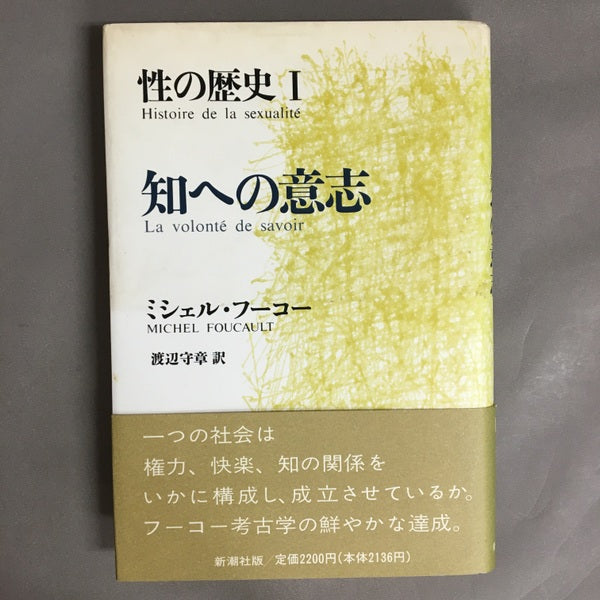 性の歴史 I
Histoire de la sexualité
知への意志
La volonté de savoir
ミシェル・フーコー
MICHEL FOUCAULT
渡辺守章 訳
一つの社会は
権力、快楽、知の関係を
いかに構成し、成立させているか。
フーコー考古学の鮮やかな達成。
新潮社版／定価2200円(本体2136円)